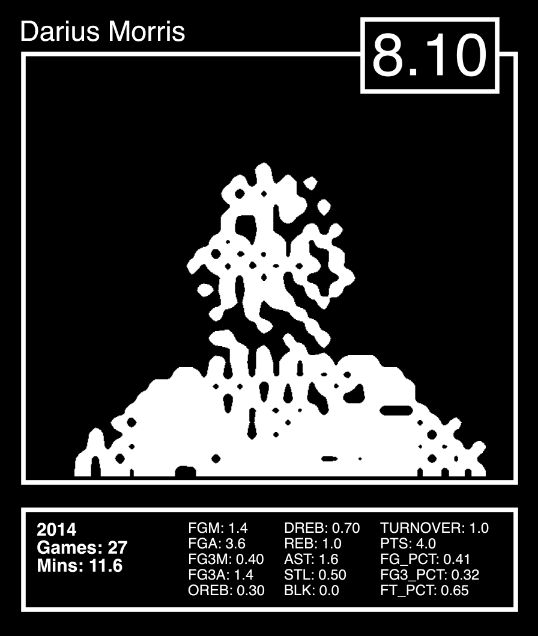 Darius Morris
8.10
2014
Games: 27
Mins: 11.6
FGM: 1.4
FGA: 3.6
FG3M: 0.40
FG3A: 1.4
OREB: 0.30
DREB: 0.70
REB: 1.0
AST: 1.6
STL: 0.50
BLK: 0.0
TURNOVER: 1.0
PTS: 4.0
FG_PCT: 0.41
FG3_PCT: 0.32
FT_PCT: 0.65